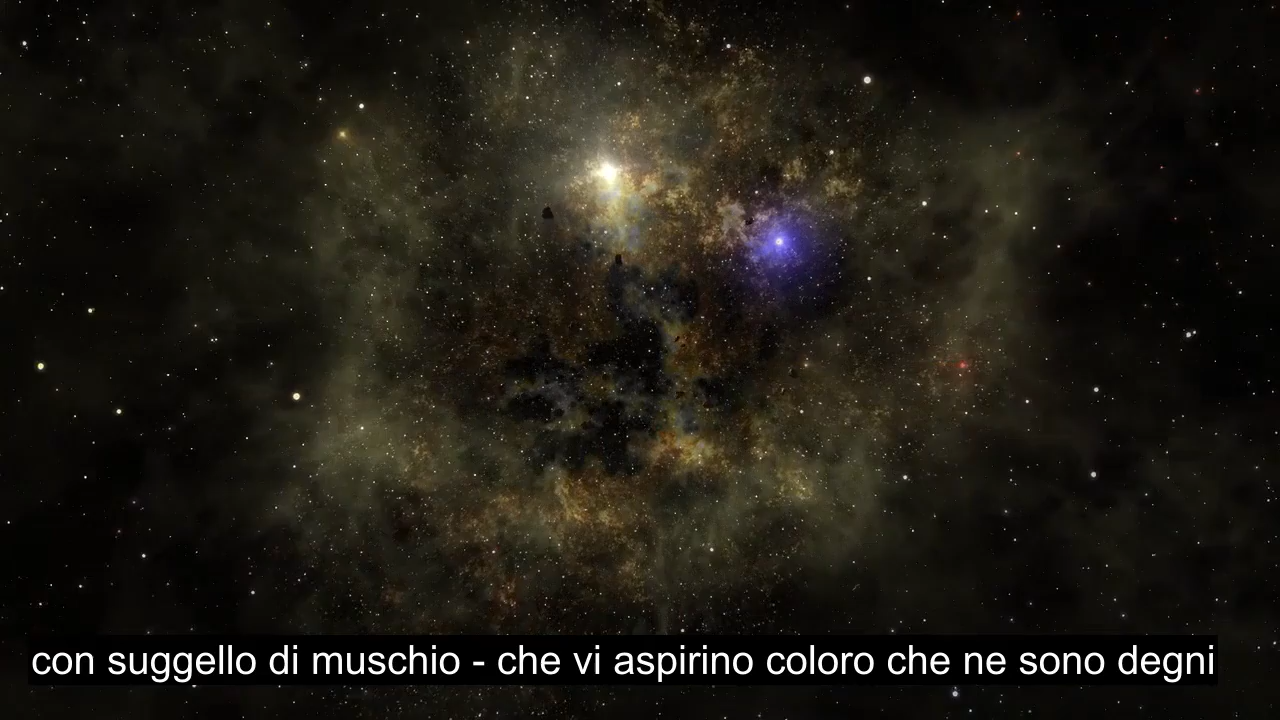 con suggello di muschio - che vi aspirino coloro che ne sono degni